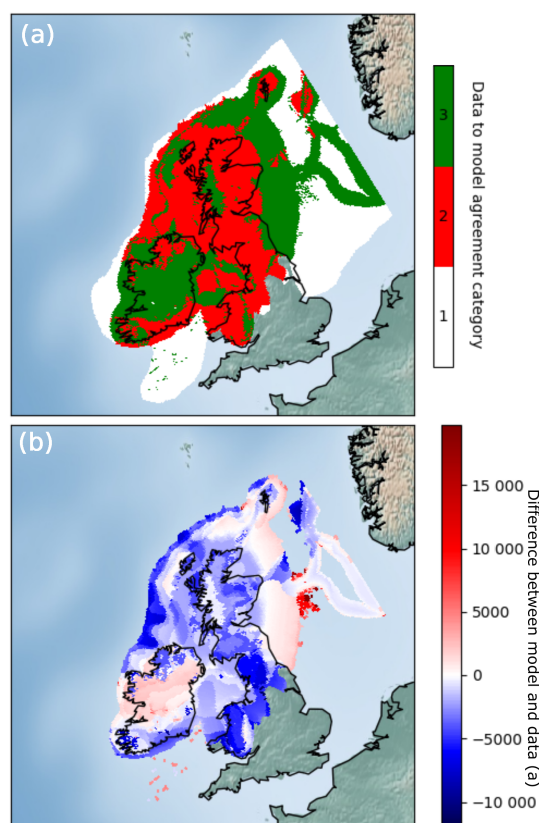 (a)
3
2
1
Data to model agreement category
(b)
15 000
10 000
5000
0
−5000
−10 000
Difference between model and data (a)